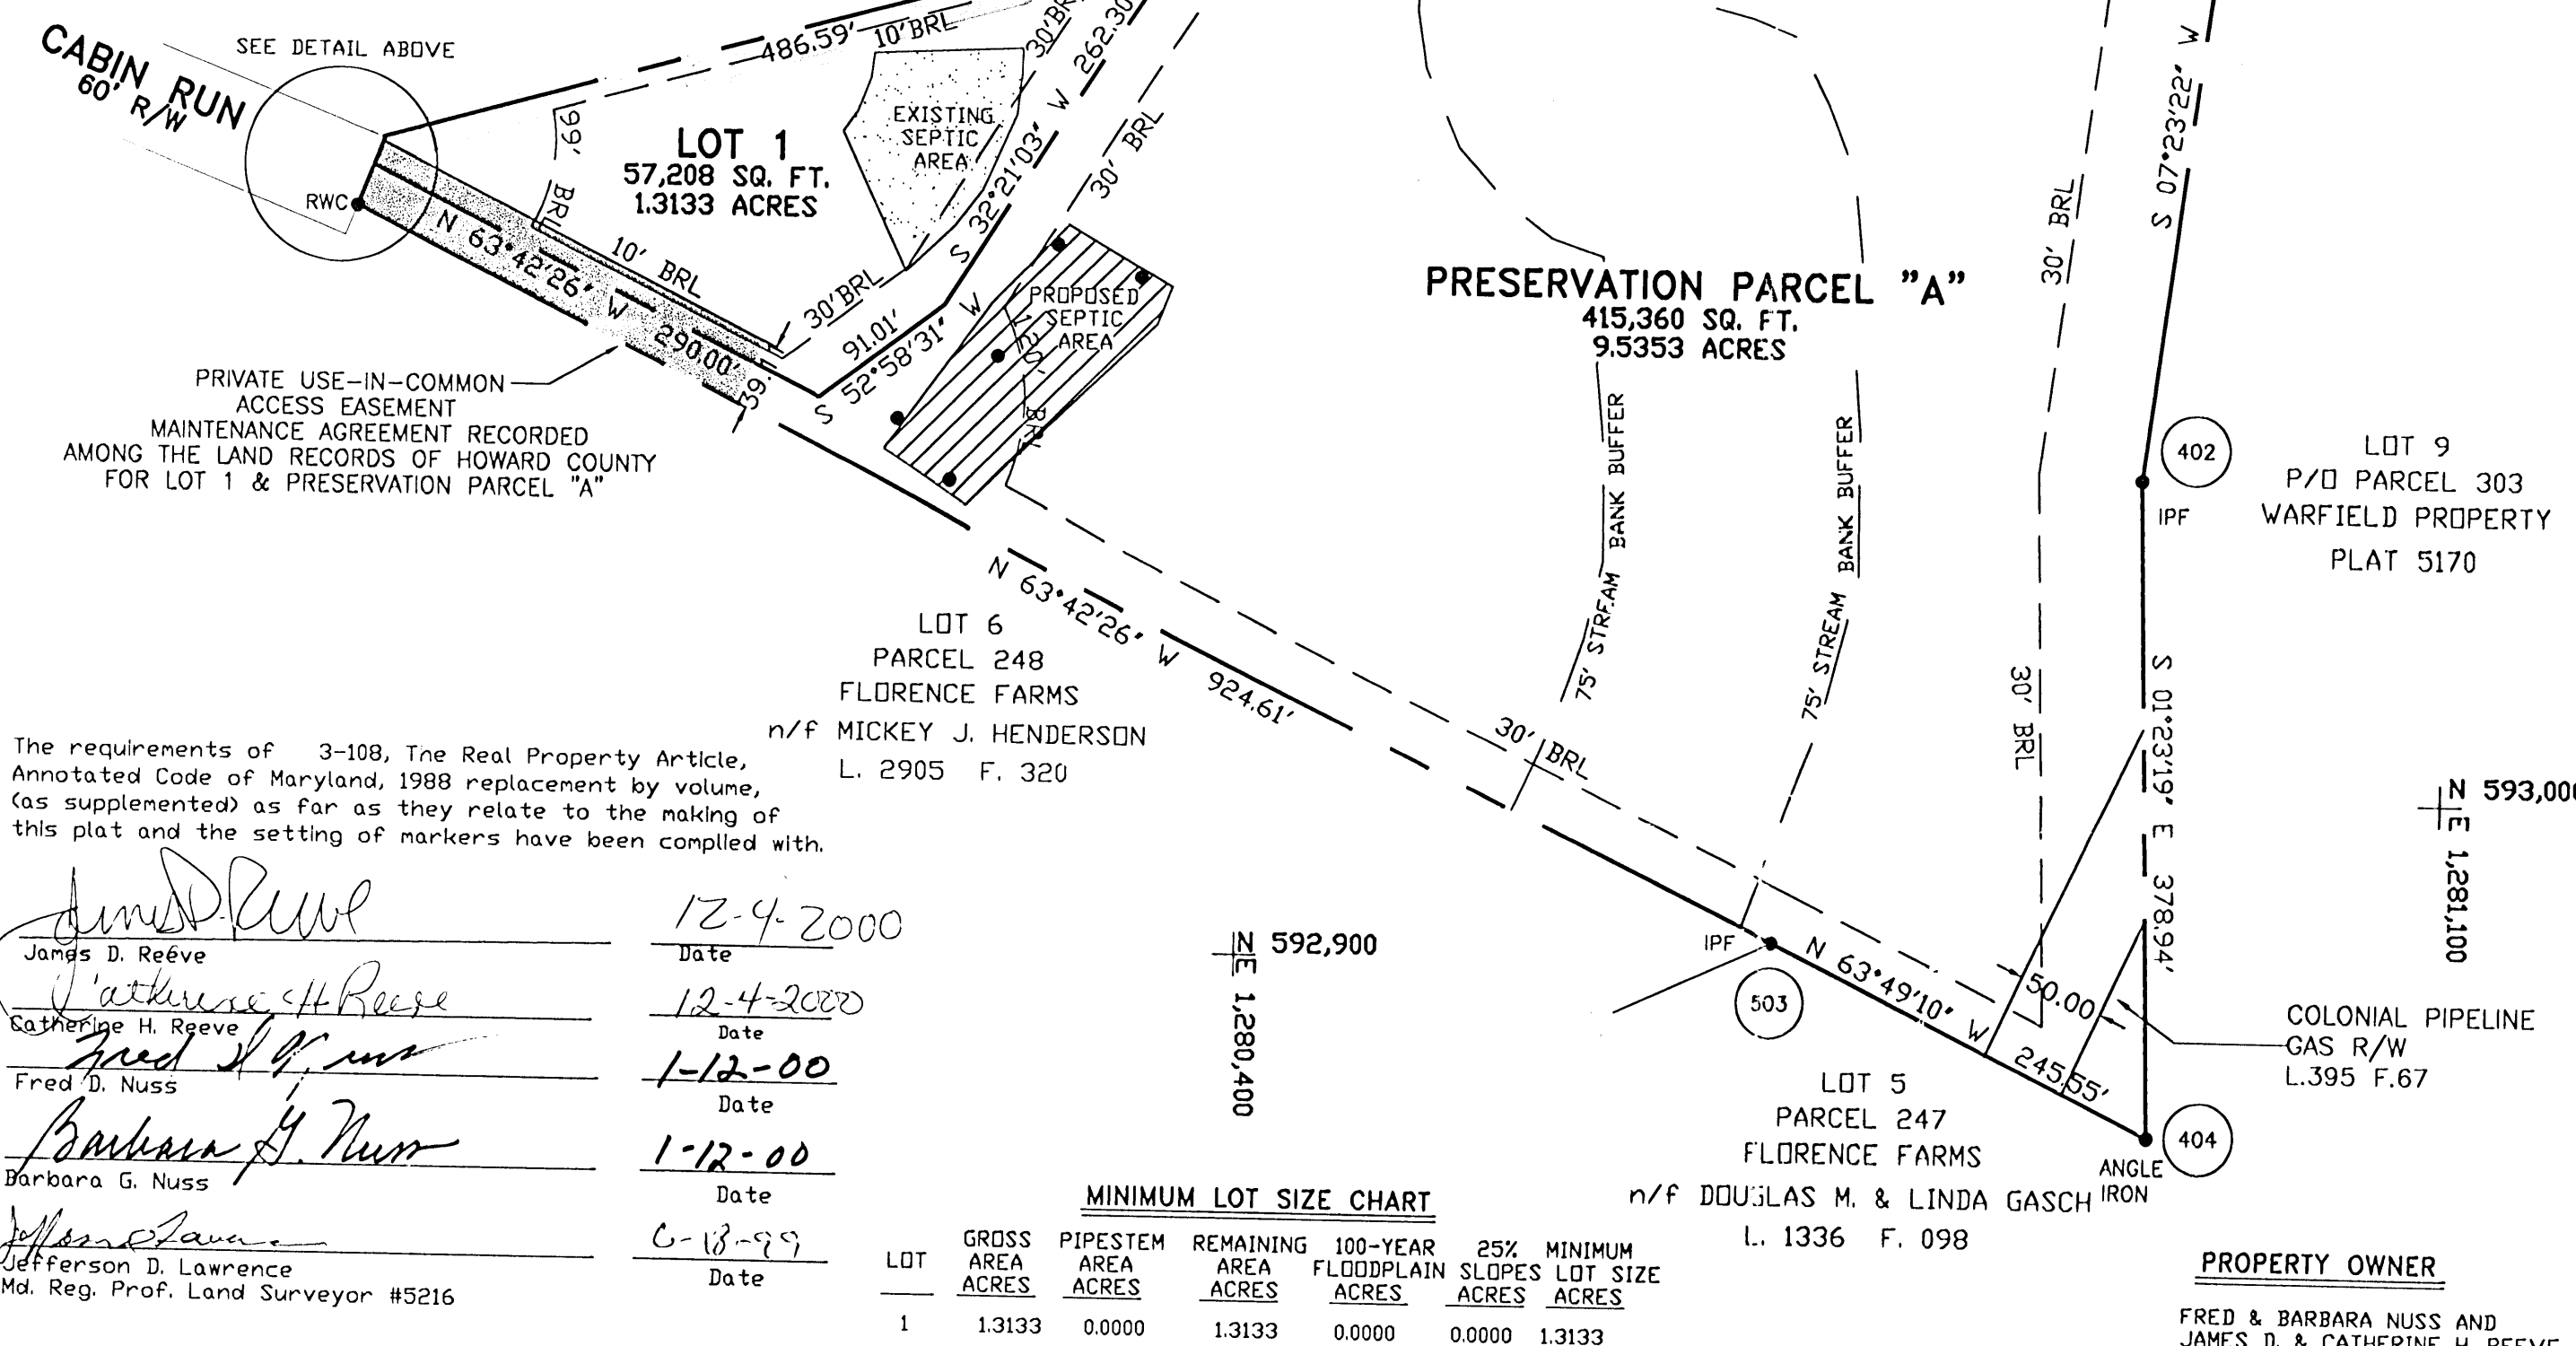 CABIN RUN
60' R/W
SEE DETAIL ABOVE
RWC
486.59'
10' BRL
99' BRL
LOT 1
57,208 SQ. FT.
1.3133 ACRES
EXISTING
SEPTIC
AREA
30' BRL
S 32°21'03" W 262.30
30' BRL
N 63°42'26" W 290.00'
10' BRL
30' BRL
91.01'
S 52°58'31" W
39.
PROPOSED
SEPTIC
AREA
120' BRL
PRIVATE USE-IN-COMMON
ACCESS EASEMENT
MAINTENANCE AGREEMENT RECORDED
AMONG THE LAND RECORDS OF HOWARD COUNTY
FOR LOT 1 & PRESERVATION PARCEL "A"
PRESERVATION PARCEL "A"
415,360 SQ. FT.
9.5353 ACRES
75' STREAM BANK BUFFER
75' STREAM BANK BUFFER
30' BRL
S 07°23'22" W
402
IPF
LOT 9
P/O PARCEL 303
WARFIELD PROPERTY
PLAT 5170
N 63°42'26" W 924.61'
LOT 6
PARCEL 248
FLORENCE FARMS
n/f MICKEY J. HENDERSON
L. 2905 F. 320
30' BRL
30' BRL
S 01°23'19" E 378.94'
N 593,000
E 1,281,100
The requirements of 3-108, The Real Property Article,
Annotated Code of Maryland, 1988 replacement by volume,
(as supplemented) as far as they relate to the making of
this plat and the setting of markers have been complied with.
James D. Reeve
12-4-2000
James D. Reeve
Date
Catherine H Reeve
12-4-2000
Catherine H. Reeve
Date
1-12-00
Fred D. Nuss
Date
Barbara G. Nuss
1-12-00
Barbara G. Nuss
Date
Jefferson D. Lawrence
Date
Md. Reg. Prof. Land Surveyor #5216
N 592,900
E 1,280,400
IPF
503
N 63°49'10" W 245.55'
50.00
COLONIAL PIPELINE
GAS R/W
L.395 F.67
404
ANGLE
IRON
LOT 5
PARCEL 247
FLORENCE FARMS
n/f DOUGLAS M. & LINDA GASCH
L. 1336 F. 098
MINIMUM LOT SIZE CHART
LOT GROSS AREA ACRES PIPESTEM AREA ACRES REMAINING AREA ACRES 100-YEAR FLOODPLAIN ACRES 25% SLOPES ACRES MINIMUM LOT SIZE ACRES
1 1.3133 0.0000 1.3133 0.0000 0.0000 1.3133
PROPERTY OWNER
FRED & BARBARA NUSS AND
JAMES D. & CATHERINE H. REEVE